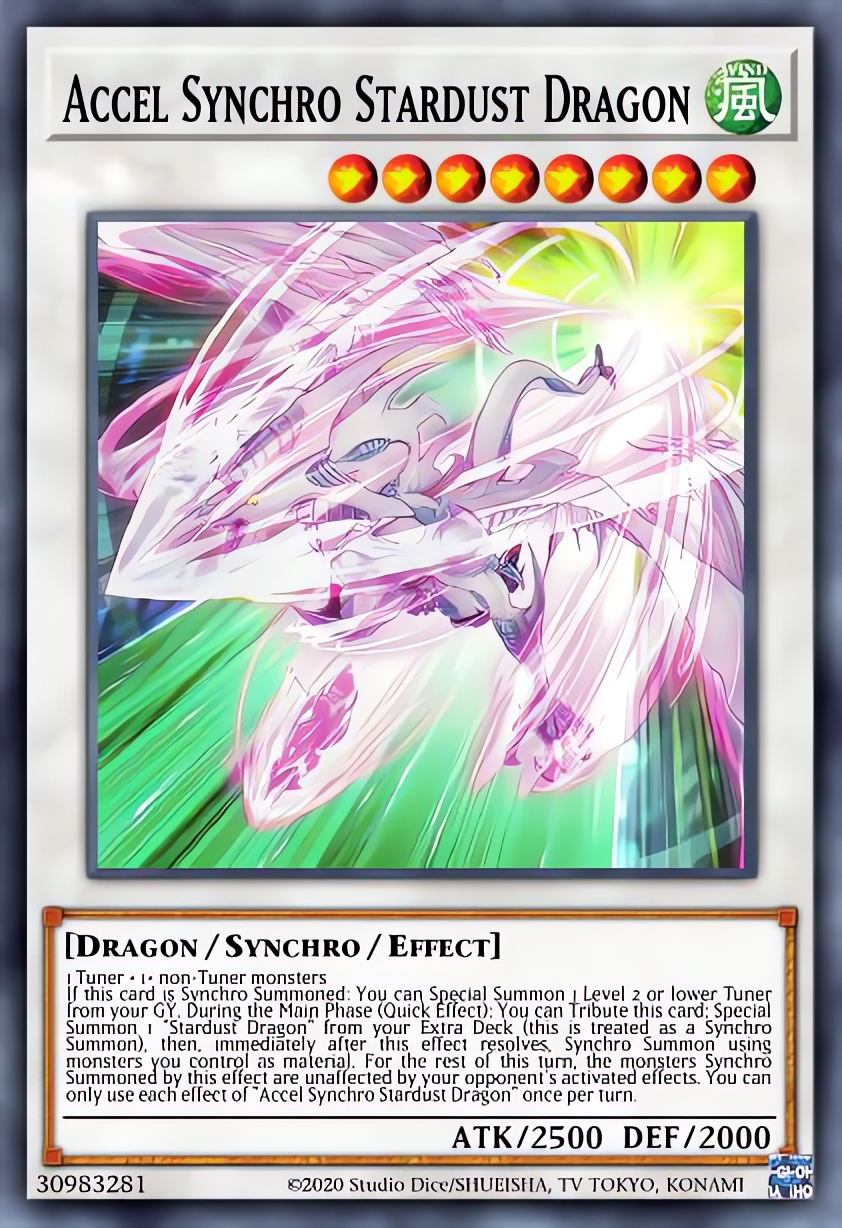 Accel Synchro Stardust Dragon
風
[Dragon / Synchro / Effect]
1 Tuner + 1+ non-Tuner monsters
If this card is Synchro Summoned: You can Special Summon 1 Level 2 or lower Tuner
from your GY. During the Main Phase (Quick Effect): You can Tribute this card; Special
Summon 1 "Stardust Dragon" from your Extra Deck (this is treated as a Synchro
Summon), then, immediately after this effect resolves, Synchro Summon using
monsters you control as material. For the rest of this turn, the monsters Synchro
Summoned by this effect are unaffected by your opponent's activated effects. You can
only use each effect of "Accel Synchro Stardust Dragon" once per turn.
ATK/2500 DEF/2000
30983281 ©2020 Studio Dice/SHUEISHA, TV TOKYO, KONAMI